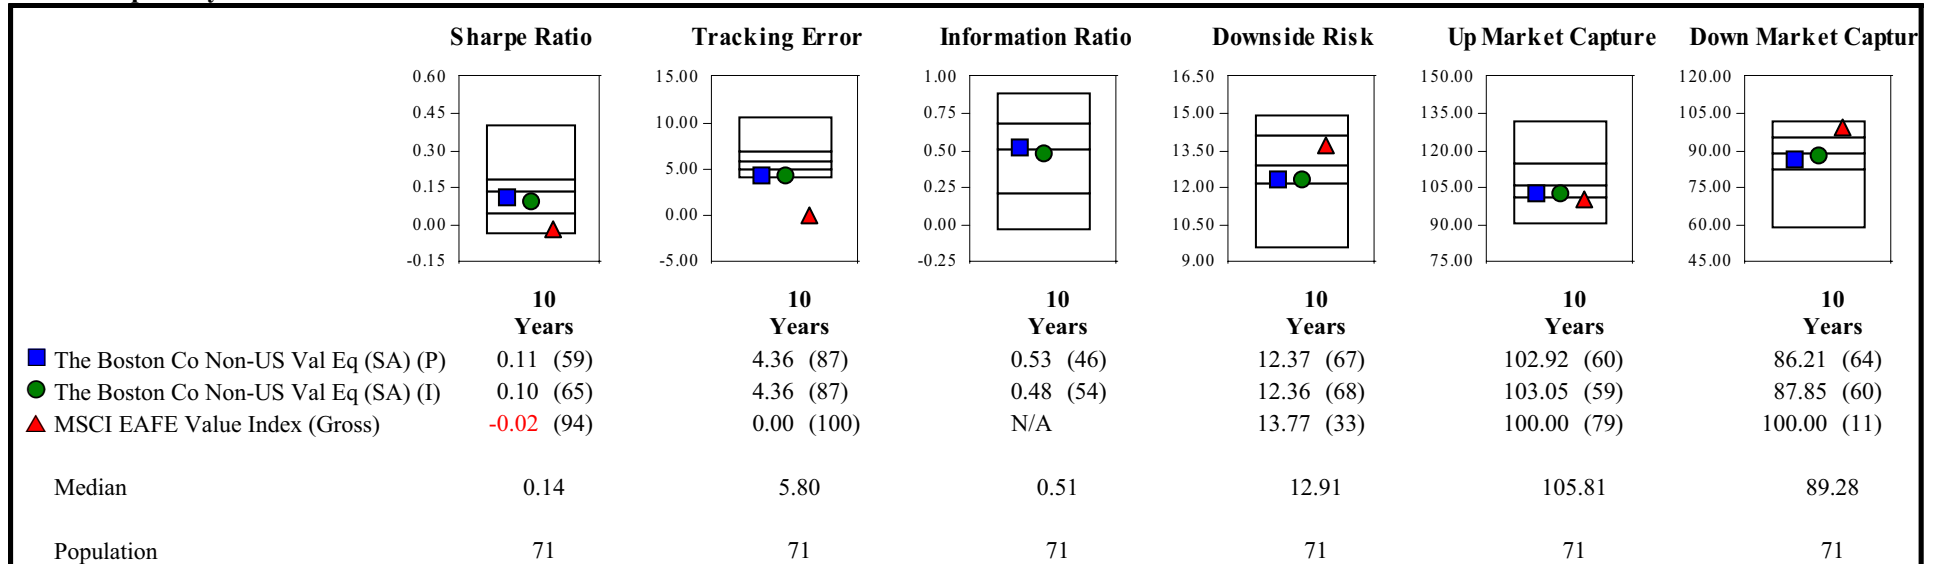 Sharpe Ratio Tracking Error Information Ratio Downside Risk Up Market Capture Down Market Captur
0.60 15.00 1.00 16.50 150.00 120.00
0.45 10.00 0.75 15.00 135.00 105.00
0.30 5.00 0.50 13.50 120.00 90.00
0.15 0.00 0.25 12.00 105.00 75.00
0.00 -5.00 0.00 10.50 90.00 60.00
-0.15 -0.25 9.00 75.00 45.00
10 10 10 10 10 10
Years Years Years Years Years Years
The Boston Co Non-US Val Eq (SA) (P) 0.11 (59) 4.36 (87) 0.53 (46) 12.37 (67) 102.92 (60) 86.21 (64)
The Boston Co Non-US Val Eq (SA) (I) 0.10 (65) 4.36 (87) 0.48 (54) 12.36 (68) 103.05 (59) 87.85 (60)
MSCI EAFE Value Index (Gross) -0.02 (94) 0.00 (100) N/A 13.77 (33) 100.00 (79) 100.00 (11)
Median 0.14 5.80 0.51 12.91 105.81 89.28
Population 71 71 71 71 71 71